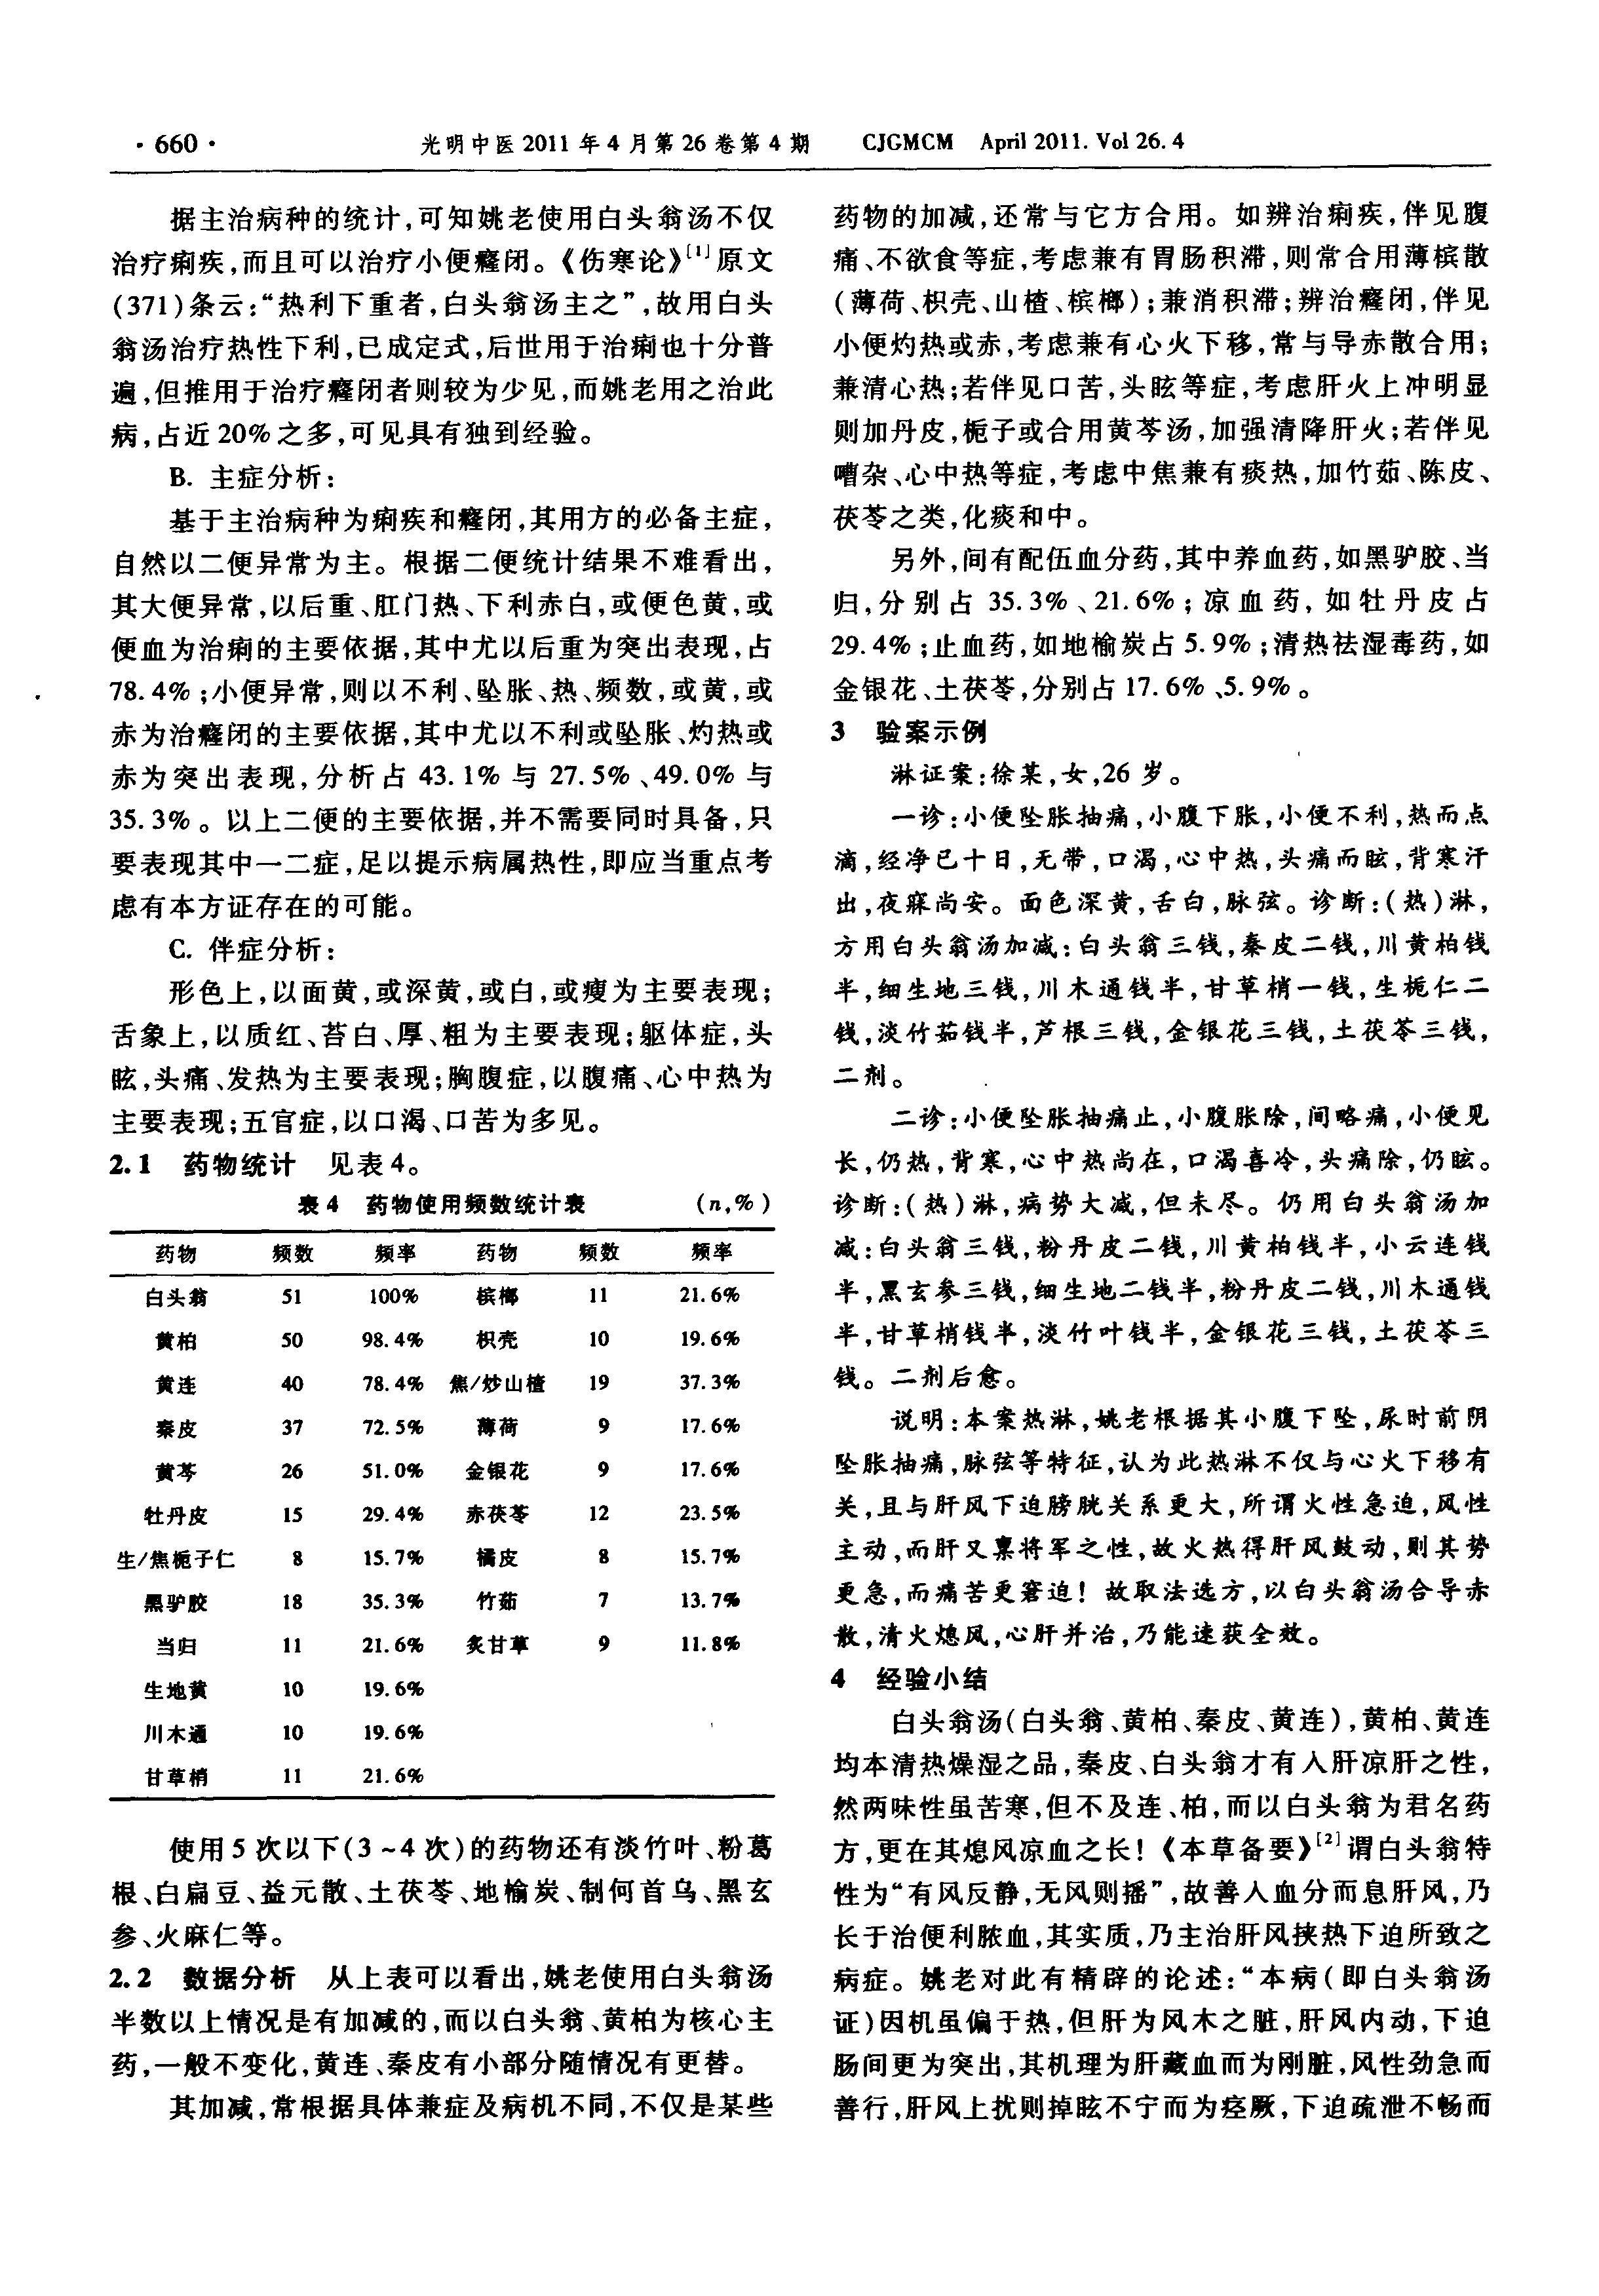 · 660 ·
光明中医 2011 年 4 月第 26 卷第 4 期 CJGMCM April 2011. Vol 26. 4
据主治病种的统计,可知姚老使用白头翁汤不仅
治疗痢疾,而且可以治疗小便癃闭。《伤寒论》[1]原文
(371)条云:“热利下重者,白头翁汤主之”,故用白头
翁汤治疗热性下利,已成定式,后世用于治痢也十分普
遍,但推用于治疗癃闭者则较为少见,而姚老用之治此
病,占近 20% 之多,可见具有独到经验。
B. 主症分析:
基于主治病种为痢疾和癃闭,其用方的必备主症,
自然以二便异常为主。根据二便统计结果不难看出,
其大便异常,以后重、肛门热、下利赤白,或便色黄,或
便血为治痢的主要依据,其中尤以后重为突出表现,占
78. 4% ;小便异常,则以不利、坠胀、热、频数,或黄,或
赤为治癃闭的主要依据,其中尤以不利或坠胀、灼热或
赤为突出表现,分析占 43. 1% 与 27. 5% 、49. 0% 与
35. 3% 。以上二便的主要依据,并不需要同时具备,只
要表现其中一二症,足以提示病属热性,即应当重点考
虑有本方证存在的可能。
C. 伴症分析:
形色上,以面黄,或深黄,或白,或瘦为主要表现;
舌象上,以质红、苔白、厚、粗为主要表现;躯体症,头
眩,头痛、发热为主要表现;胸腹症,以腹痛、心中热为
主要表现;五官症,以口渴、口苦为多见。
2. 1 药物统计 见表 4。
表 4 药物使用频数统计表 (n,%)
药物 频数 频率 药物 频数 频率
白头翁 51 100% 槟榔 11 21. 6%
黄柏 50 98. 4% 枳壳 10 19. 6%
黄连 40 78. 4% 焦/炒山楂 19 37. 3%
秦皮 37 72. 5% 薄荷 9 17. 6%
黄芩 26 51. 0% 金银花 9 17. 6%
牡丹皮 15 29. 4% 赤茯苓 12 23. 5%
生/焦栀子仁 8 15. 7% 橘皮 8 15. 7%
黑驴胶 18 35. 3% 竹茹 7 13. 7%
当归 11 21. 6% 炙甘草 9 11. 8%
生地黄 10 19. 6%
川木通 10 19. 6%
甘草梢 11 21. 6%
使用 5 次以下(3 ~ 4 次)的药物还有淡竹叶、粉葛
根、白扁豆、益元散、土茯苓、地榆炭、制何首乌、黑玄
参、火麻仁等。
2. 2 数据分析 从上表可以看出,姚老使用白头翁汤
半数以上情况是有加减的,而以白头翁、黄柏为核心主
药,一般不变化,黄连、秦皮有小部分随情况有更替。
其加减,常根据具体兼症及病机不同,不仅是某些
药物的加减,还常与它方合用。如辨治痢疾,伴见腹
痛、不欲食等症,考虑兼有胃肠积滞,则常合用薄槟散
(薄荷、枳壳、山楂、槟榔);兼消积滞;辨治癃闭,伴见
小便灼热或赤,考虑兼有心火下移,常与导赤散合用;
兼清心热;若伴见口苦,头眩等症,考虑肝火上冲明显
则加丹皮,栀子或合用黄芩汤,加强清降肝火;若伴见
嘈杂、心中热等症,考虑中焦兼有痰热,加竹茹、陈皮、
茯苓之类,化痰和中。
另外,间有配伍血分药,其中养血药,如黑驴胶、当
归,分别占 35. 3% 、21. 6% ;凉血药,如牡丹皮占
29. 4% ;止血药,如地榆炭占 5. 9% ;清热祛湿毒药,如
金银花、土茯苓,分别占 17. 6% 、5. 9% 。
3 验案示例
淋证案:徐某,女,26 岁。
一诊:小便坠胀抽痛,小腹下胀,小便不利,热而点
滴,经净已十日,无带,口渴,心中热,头痛而眩,背寒汗
出,夜寐尚安。面色深黄,舌白,脉弦。诊断:(热)淋,
方用白头翁汤加减:白头翁三钱,秦皮二钱,川黄柏钱
半,细生地三钱,川木通钱半,甘草梢一钱,生栀仁二
钱,淡竹茹钱半,芦根三钱,金银花三钱,土茯苓三钱,
二剂。
二诊:小便坠胀抽痛止,小腹胀除,间略痛,小便见
长,仍热,背寒,心中热尚在,口渴喜冷,头痛除,仍眩。
诊断:(热)淋,病势大减,但未尽。仍用白头翁汤加
减:白头翁三钱,粉丹皮二钱,川黄柏钱半,小云连钱
半,黑玄参三钱,细生地二钱半,粉丹皮二钱,川木通钱
半,甘草梢钱半,淡竹叶钱半,金银花三钱,土茯苓三
钱。二剂后愈。
说明:本案热淋,姚老根据其小腹下坠,尿时前阴
坠胀抽痛,脉弦等特征,认为此热淋不仅与心火下移有
关,且与肝风下迫膀胱关系更大,所谓火性急迫,风性
主动,而肝又禀将军之性,故火热得肝风鼓动,则其势
更急,而痛苦更窘迫!故取法选方,以白头翁汤合导赤
散,清火熄风,心肝并治,乃能速获全效。
4 经验小结
白头翁汤(白头翁、黄柏、秦皮、黄连),黄柏、黄连
均本清热燥湿之品,秦皮、白头翁才有入肝凉肝之性,
然两味性虽苦寒,但不及连、柏,而以白头翁为君名药
方,更在其熄风凉血之长!《本草备要》[2]谓白头翁特
性为“有风反静,无风则摇”,故善入血分而息肝风,乃
长于治便利脓血,其实质,乃主治肝风挟热下迫所致之
病症。姚老对此有精辟的论述:“本病(即白头翁汤
证)因机虽偏于热,但肝为风木之脏,肝风内动,下迫
肠间更为突出,其机理为肝藏血而为刚脏,风性劲急而
善行,肝风上扰则掉眩不宁而为痉厥,下迫疏泄不畅而